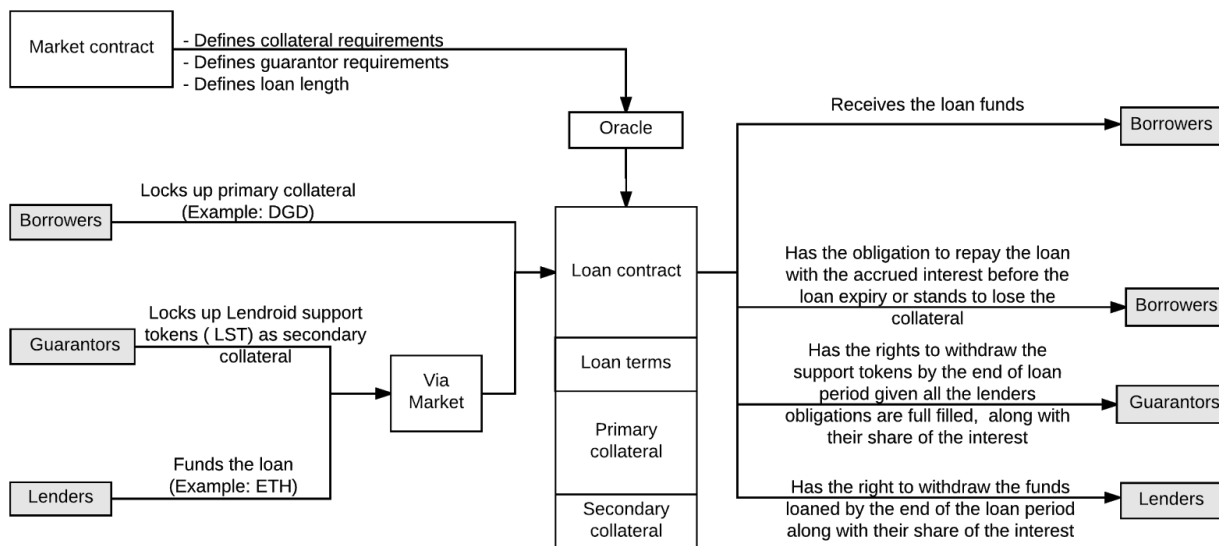 Market contract
- Defines collateral requirements
- Defines guarantor requirements
- Defines loan length
Oracle
Receives the loan funds
Borrowers
Locks up primary collateral
(Example: DGD)
Borrowers
Loan contract
Has the obligation to repay the loan
with the accrued interest before the
loan expiry or stands to lose the
collateral
Borrowers
Locks up Lendroid support
tokens ( LST) as secondary
collateral
Guarantors
Via
Market
Loan terms
Has the rights to withdraw the
support tokens by the end of loan
period given all the lenders
obligations are full filled,  along with
their share of the interest
Guarantors
Primary
collateral
Funds the loan
(Example: ETH)
Lenders
Secondary
collateral
Has the right to withdraw the funds
loaned by the end of the loan period
along with their share of the interest
Lenders